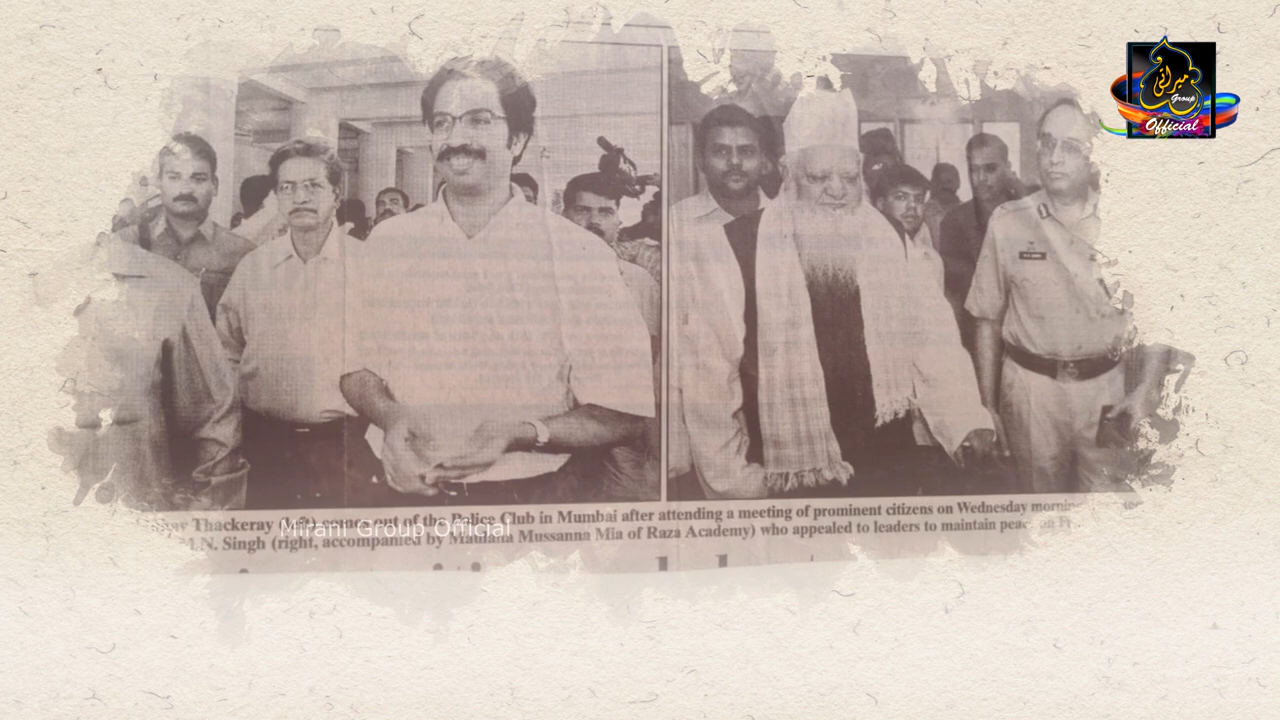 ميراني
Group
Official
Thackeray (left) come out of the Police Club in Mumbai after attending a meeting of prominent citizens on Wednesday
M.N. Singh (right, accompanied by Maulana Mussanna Mia of Raza Academy) who appealed to leaders to maintain peace
Mirani Group Official